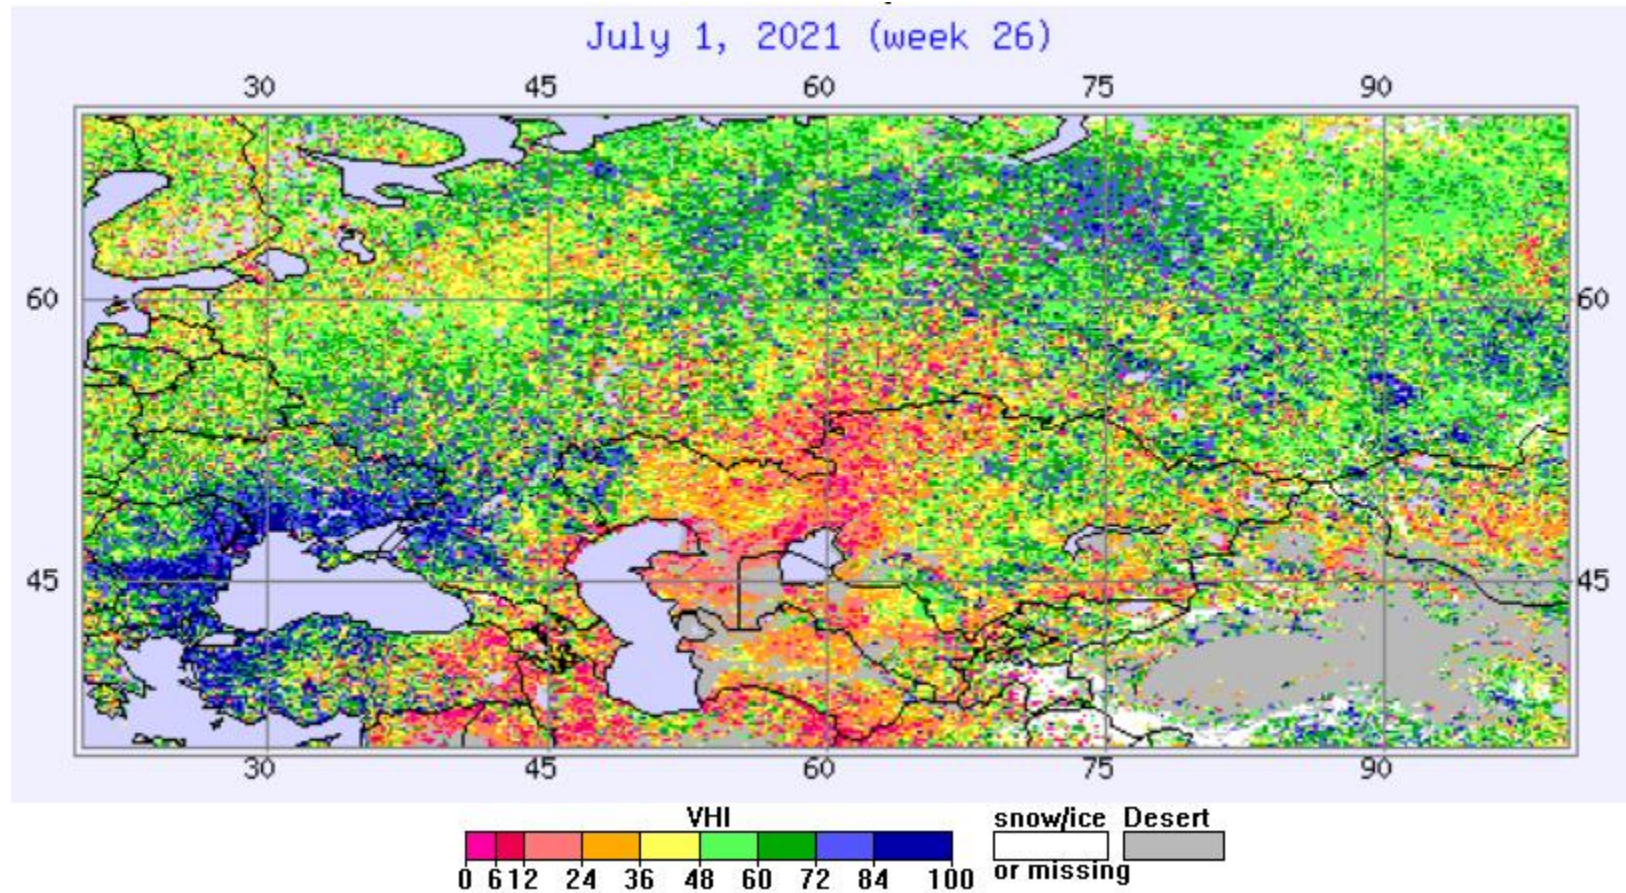 July 1, 2021 (week 26)
30 45 60 75 90
60 60
45 45
30 45 60 75 90
VHI snow/ice Desert
0 6 12 24 36 48 60 72 84 100 or missing